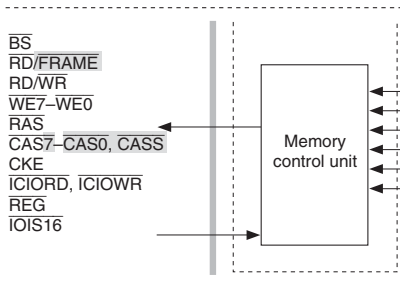 BS
RD/FRAME
RD/WR
WE7–WE0
RAS
CAS7–CAS0, CASS
CKE
ICIORD, ICIOWR
REG
IOIS16
Memory
control unit